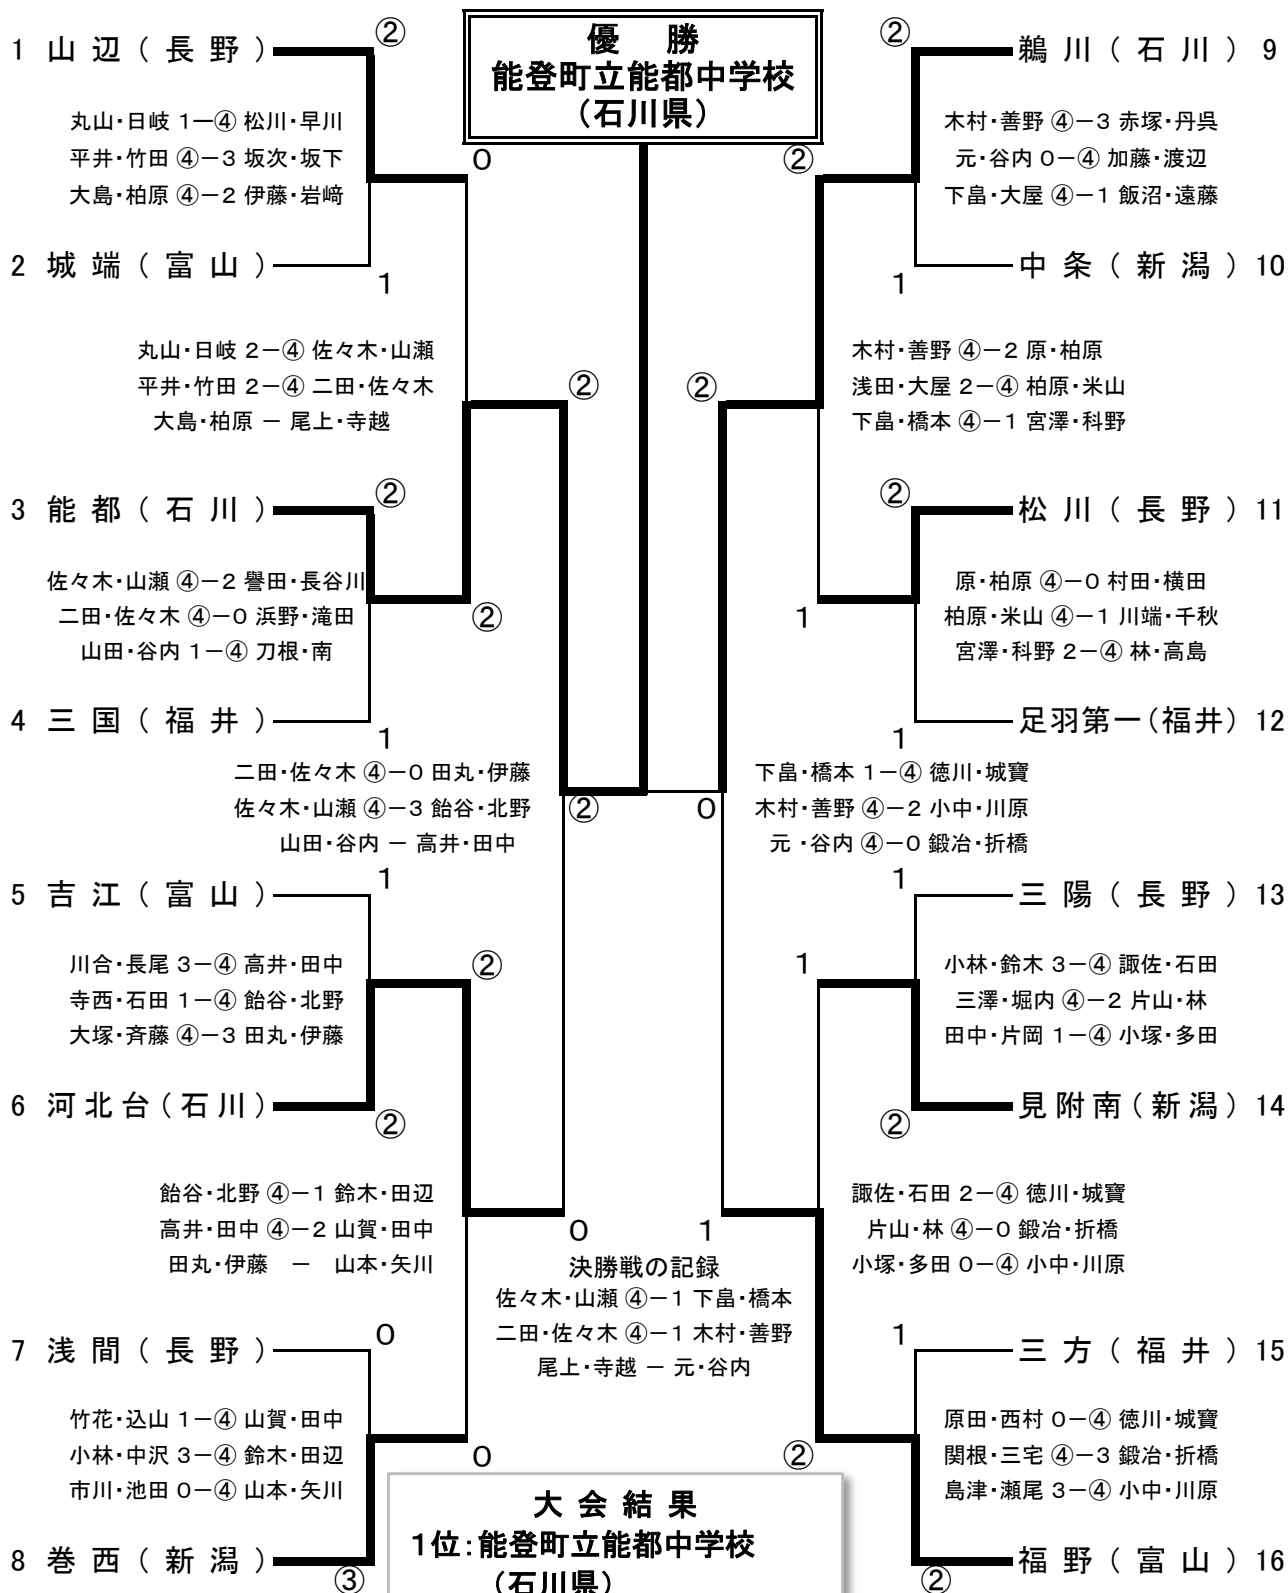 優　勝
能登町立能都中学校
（石川県）
1 山 辺 （ 長 野 ）
②
丸山・日岐 1―④ 松川・早川
平井・竹田 ④－3 坂次・坂下
大島・柏原 ④－2 伊藤・岩﨑
0
2 城 端 （ 富 山 ）
1
丸山・日岐 2－④ 佐々木・山瀬
平井・竹田 2－④ 二田・佐々木
大島・柏原 － 尾上・寺越
②
3 能 都 （ 石 川 ）
②
佐々木・山瀬 ④－2 譽田・長谷川
二田・佐々木 ④－0 浜野・滝田
山田・谷内 1－④ 刀根・南
②
4 三 国 （ 福 井 ）
1
二田・佐々木 ④－0 田丸・伊藤
佐々木・山瀬 ④－3 飴谷・北野
山田・谷内 － 高井・田中
②
5 吉 江 （ 富 山 ）
1
川合・長尾 3－④ 高井・田中
寺西・石田 1－④ 飴谷・北野
大塚・斉藤 ④－3 田丸・伊藤
②
6 河 北 台 （ 石 川 ）
②
飴谷・北野 ④－1 鈴木・田辺
高井・田中 ④－2 山賀・田中
田丸・伊藤　－　山本・矢川
0
7 浅 間 （ 長 野 ）
0
竹花・込山 1－④ 山賀・田中
小林・中沢 3－④ 鈴木・田辺
市川・池田 0－④ 山本・矢川
0
8 巻 西 （ 新 潟 ）
③
②
鵜 川 （ 石 川 ） 9
木村・善野 ④－3 赤塚・丹呉
元・谷内 0－④ 加藤・渡辺
下畠・大屋 ④－1 飯沼・遠藤
②
中 条 （ 新 潟 ） 10
1
木村・善野 ④－2 原・柏原
浅田・大屋 2－④ 柏原・米山
下畠・橋本 ④－1 宮澤・科野
②
②
松 川 （ 長 野 ） 11
原・柏原 ④－0 村田・横田
柏原・米山 ④－1 川端・千秋
宮澤・科野 2－④ 林・高島
1
足羽第一（福井） 12
1
下畠・橋本 1－④ 徳川・城寶
木村・善野 ④－2 小中・川原
元 ・谷内 ④－0 鍛冶・折橋
0
1
三 陽 （ 長 野 ） 13
小林・鈴木 3－④ 諏佐・石田
三澤・堀内 ④－2 片山・林
田中・片岡 1－④ 小塚・多田
1
見 附 南 （ 新 潟 ） 14
②
諏佐・石田 2－④ 徳川・城寶
片山・林 ④－0 鍛冶・折橋
小塚・多田 0－④ 小中・川原
1
1
三 方 （ 福 井 ） 15
原田・西村 0－④ 徳川・城寶
関根・三宅 ④－3 鍛冶・折橋
島津・瀬尾 3－④ 小中・川原
②
福 野 （ 富 山 ） 16
②
決勝戦の記録
佐々木・山瀬 ④－1 下畠・橋本
二田・佐々木 ④－1 木村・善野
尾上・寺越 － 元・谷内
大 会 結 果
1位：能登町立能都中学校
（石川県）